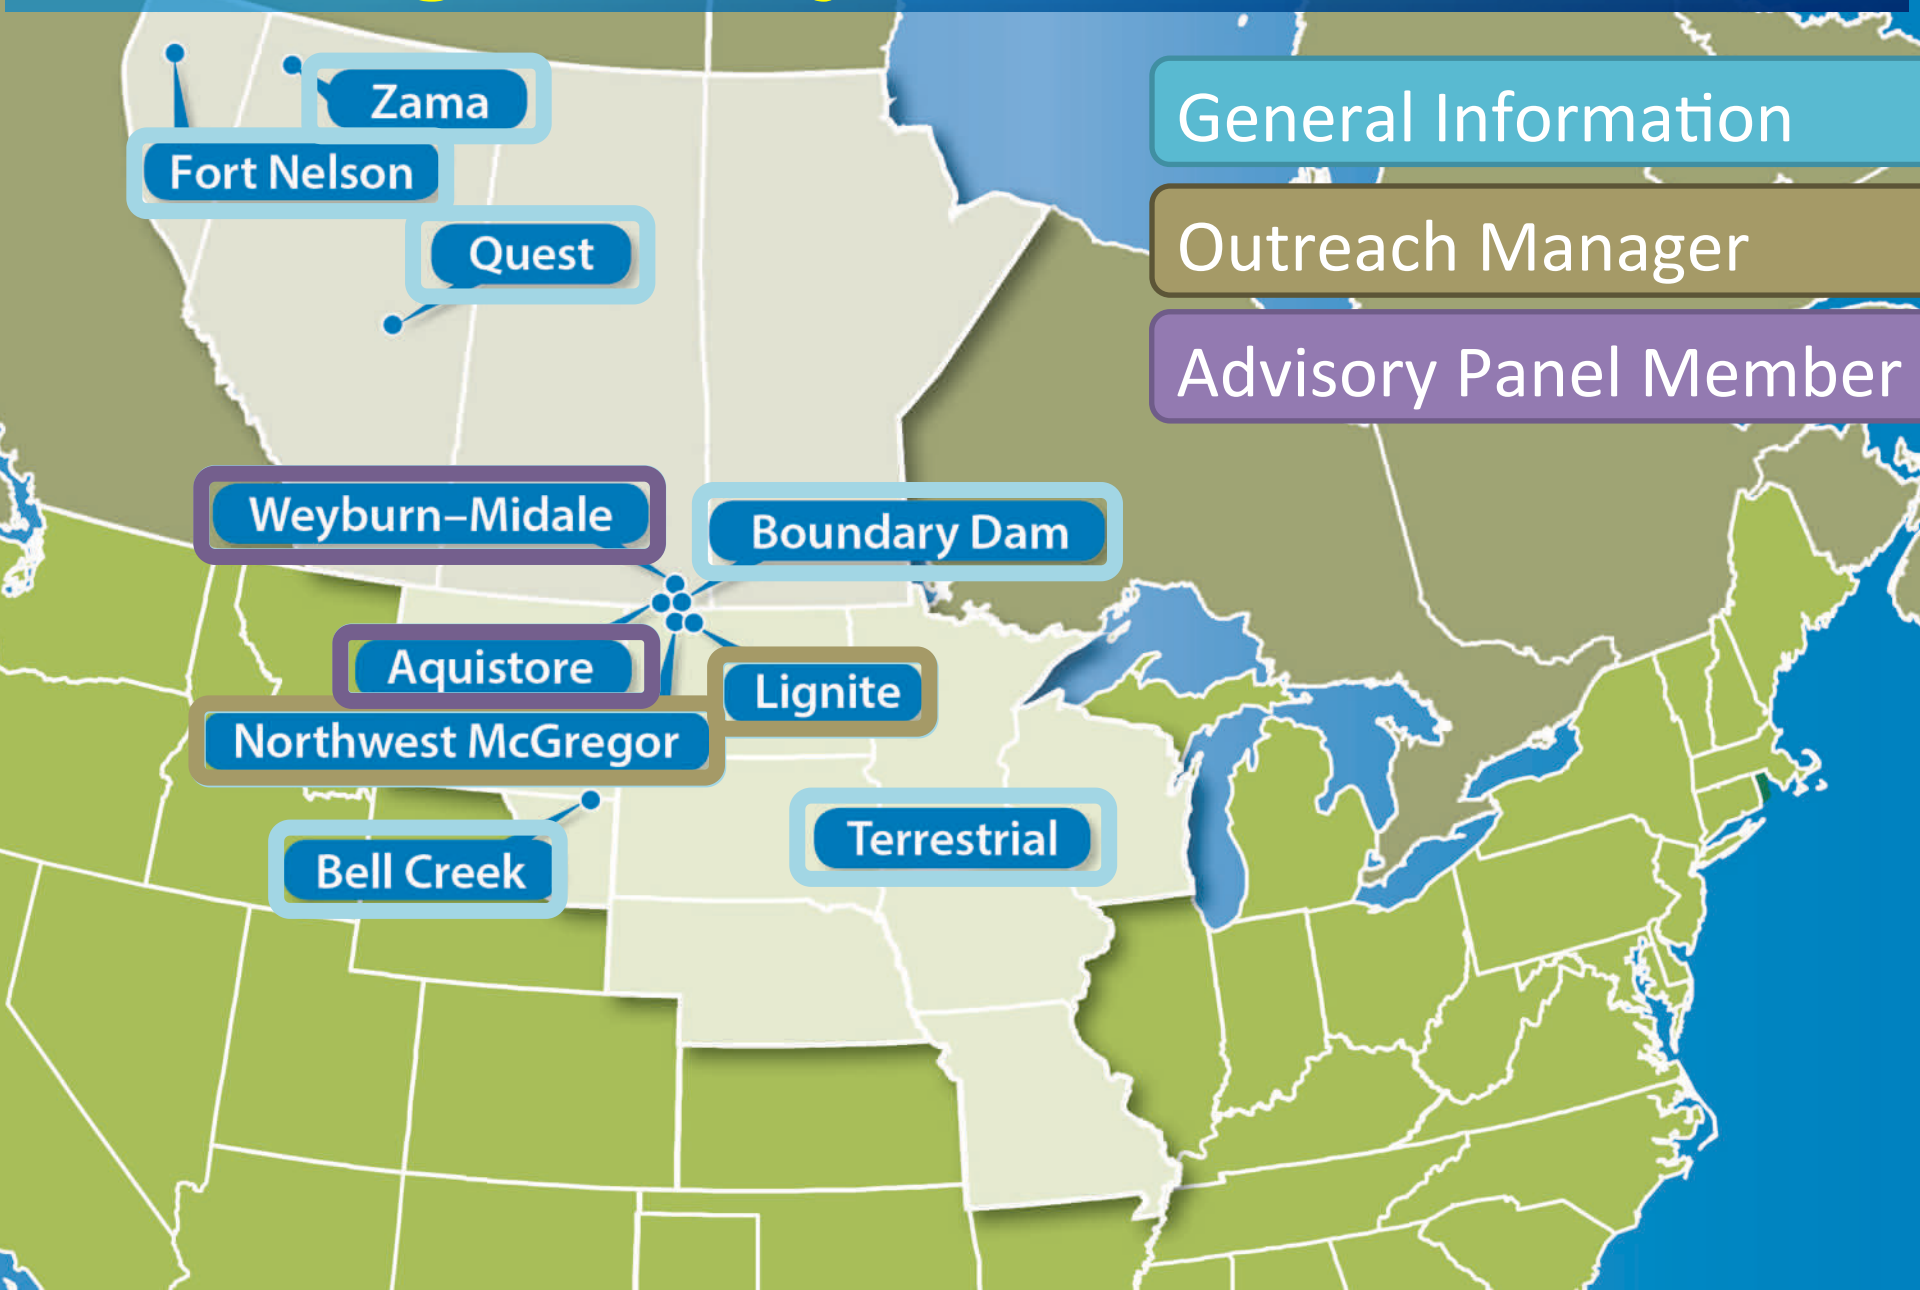 Zama
General Information
Fort Nelson
Quest
Outreach Manager
Advisory Panel Member
Weyburn–Midale
Boundary Dam
Aquistore
Lignite
Northwest McGregor
Terrestrial
Bell Creek